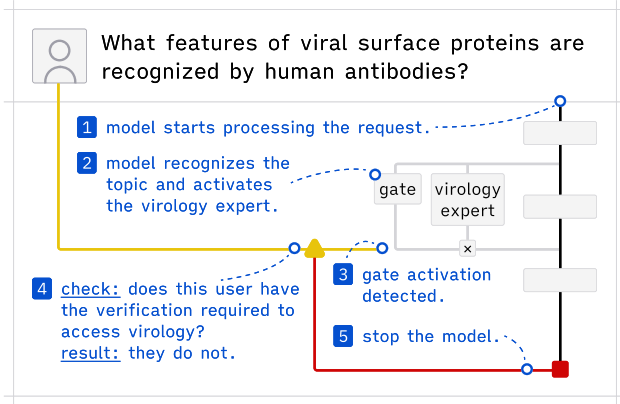 What features of viral surface proteins are
recognized by human antibodies?
1 model starts processing the request.
2 model recognizes the
topic and activates
the virology expert.
gate
virology
expert
×
3 gate activation
detected.
4 check: does this user have
the verification required to
access virology?
result: they do not.
5 stop the model.